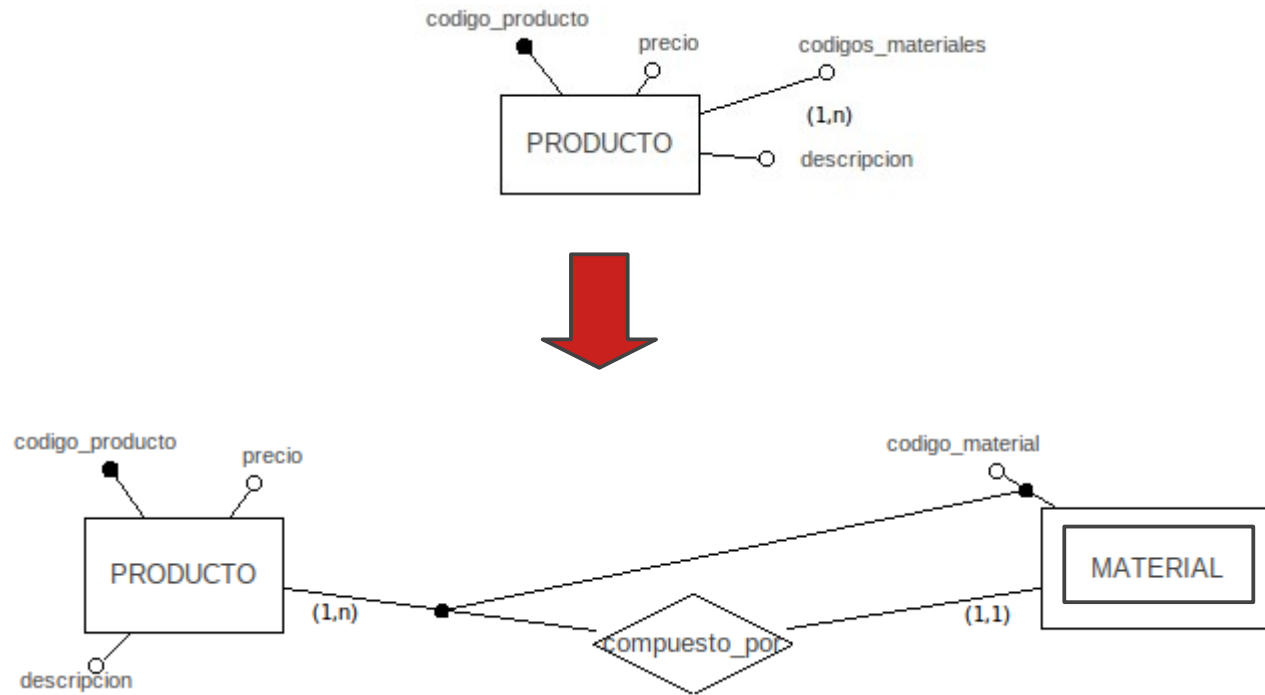 codigo_producto
precio
codigos_materiales
(1,n)
PRODUCTO
descripcion
codigo_producto
precio
codigo_material
PRODUCTO
MATERIAL
(1,n)
(1,1)
compuesto_por
descripcion